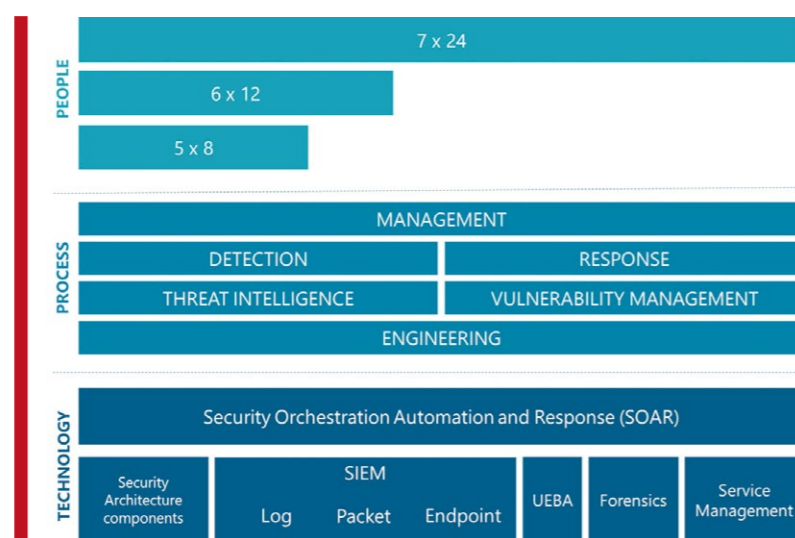 PEOPLE
7 x 24
6 x 12
5 x 8
PROCESS
MANAGEMENT
DETECTION
RESPONSE
THREAT INTELLIGENCE
VULNERABILITY MANAGEMENT
ENGINEERING
TECHNOLOGY
Security Orchestration Automation and Response (SOAR)
Security
Architecture
components
SIEM
Log
Packet
Endpoint
UEBA
Forensics
Service
Management